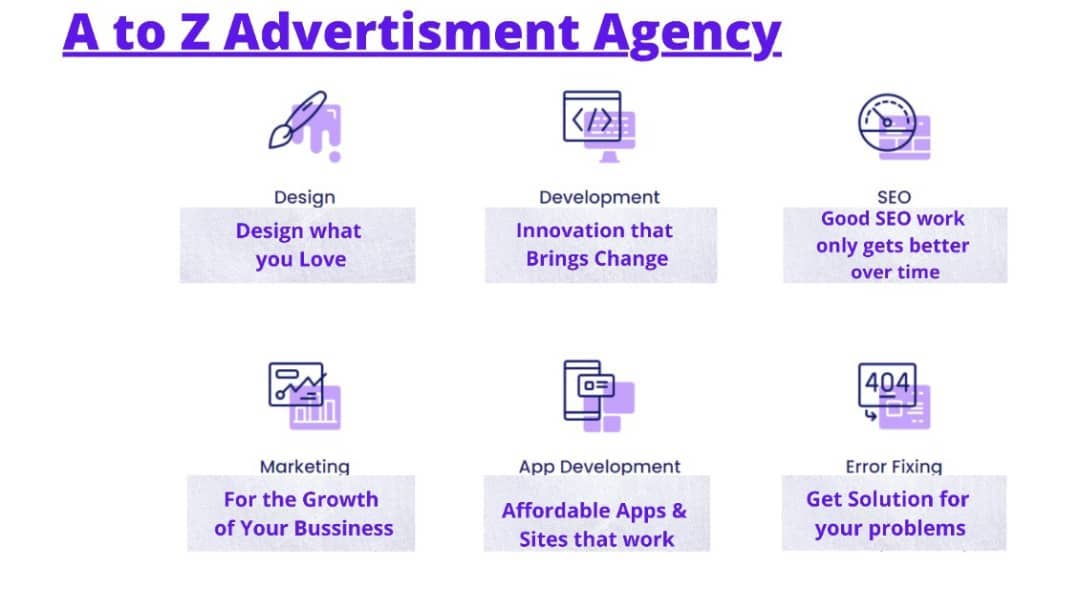 A to Z Advertisment Agency
Design
Design what
you Love
Development
Innovation that
Brings Change
SEO
Good SEO work
only gets better
over time
Marketing
For the Growth
of Your Bussiness
App Development
Affordable Apps &
Sites that work
404
Error Fixing
Get Solution for
your problems